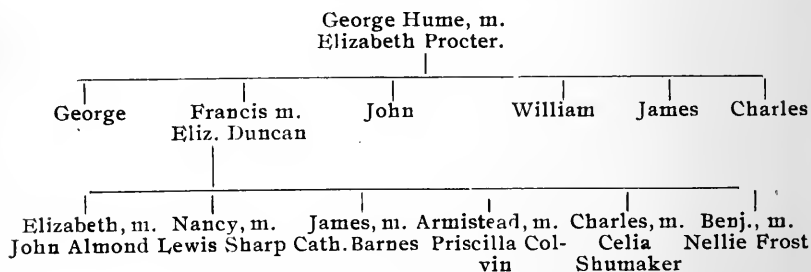 George Hume, m.
Elizabeth Procter.
George Francis m. John William James Charles
Eliz. Duncan
Elizabeth, m. Nancy, m. James, m. Armistead, m. Charles, m. Benj., m.
John Almond Lewis Sharp Cath. Barnes Priscilla Col- Celia Nellie Frost
vin Shumaker